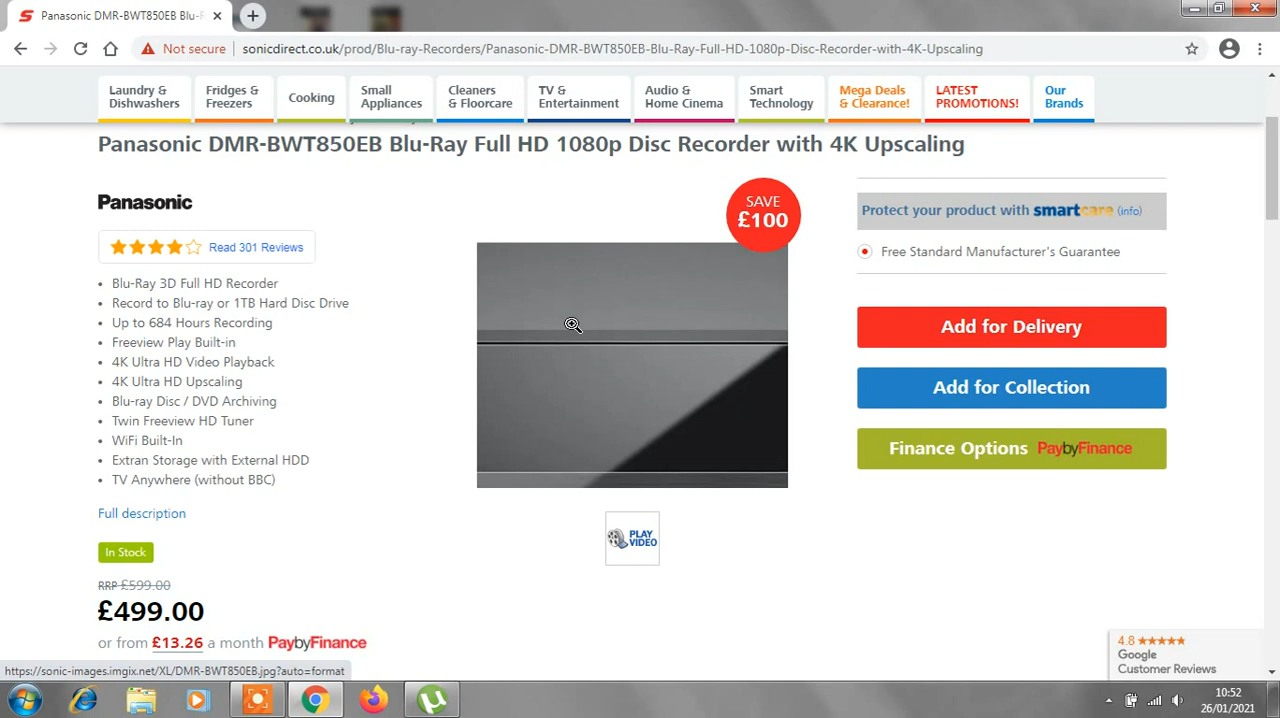 Panasonic DMR-BWT850EB Blu-R
Not secure sonicdirect.co.uk/prod/Blu-ray-Recorders/Panasonic-DMR-BWT850EB-Blu-Ray-Full-HD-1080p-Disc-Recorder-with-4K-Upscaling
Laundry & Dishwashers
Fridges & Freezers
Cooking
Small Appliances
Cleaners & Floorcare
TV & Entertainment
Audio & Home Cinema
Smart Technology
Mega Deals & Clearance!
LATEST PROMOTIONS!
Our Brands
Panasonic DMR-BWT850EB Blu-Ray Full HD 1080p Disc Recorder with 4K Upscaling
Panasonic
Read 301 Reviews
Blu-Ray 3D Full HD Recorder
Record to Blu-ray or 1TB Hard Disc Drive
Up to 684 Hours Recording
Freeview Play Built-in
4K Ultra HD Video Playback
4K Ultra HD Upscaling
Blu-ray Disc / DVD Archiving
Twin Freeview HD Tuner
WiFi Built-In
Extran Storage with External HDD
TV Anywhere (without BBC)
Full description
In Stock
RRP £599.00
£499.00
or from £13.26 a month PaybyFinance
SAVE
£100
PLAY
VIDEO
Protect your product with smartcare (info)
Free Standard Manufacturer's Guarantee
Add for Delivery
Add for Collection
Finance Options PaybyFinance
4.8
Google
Customer Reviews
https://sonic-images.imgix.net/XL/DMR-BWT850EB.jpg?auto=format
10:52
26/01/2021